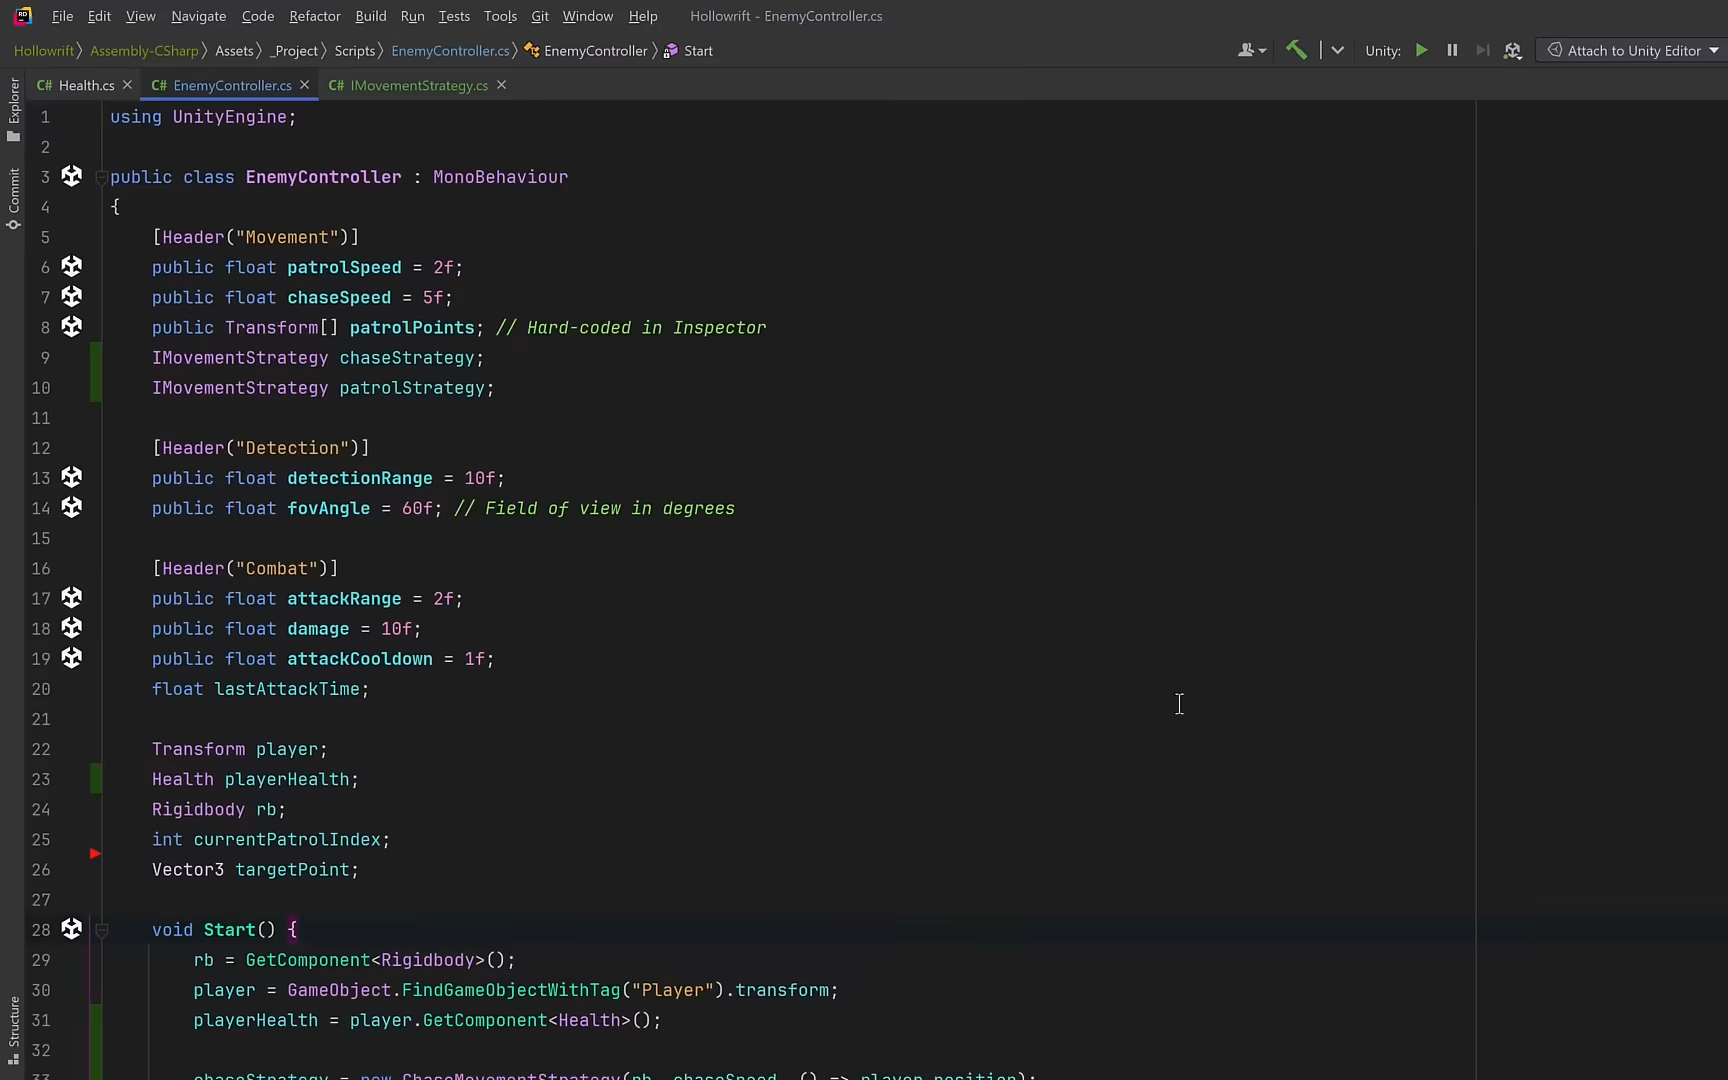 File Edit View Navigate Code Refactor Build Run Tests Tools Git Window Help Hollowrift - EnemyController.cs
Hollowrift Assembly-CSharp Assets _Project Scripts EnemyController.cs EnemyController Start Unity: Attach to Unity Editor
C# Health.cs C# EnemyController.cs C# IMovementStrategy.cs
Explorer
Commit
Structure
1 using UnityEngine;
2
3 public class EnemyController : MonoBehaviour
4 {
5 [Header("Movement")]
6 public float patrolSpeed = 2f;
7 public float chaseSpeed = 5f;
8 public Transform[] patrolPoints; // Hard-coded in Inspector
9 IMovementStrategy chaseStrategy;
10 IMovementStrategy patrolStrategy;
11
12 [Header("Detection")]
13 public float detectionRange = 10f;
14 public float fovAngle = 60f; // Field of view in degrees
15
16 [Header("Combat")]
17 public float attackRange = 2f;
18 public float damage = 10f;
19 public float attackCooldown = 1f;
20 float lastAttackTime;
21
22 Transform player;
23 Health playerHealth;
24 Rigidbody rb;
25 int currentPatrolIndex;
26 Vector3 targetPoint;
27
28 void Start() {
29 rb = GetComponent<Rigidbody>();
30 player = GameObject.FindGameObjectWithTag("Player").transform;
31 playerHealth = player.GetComponent<Health>();
32
33 chaseStrategy = new ChaseMovementStrategy(rb, chaseSpeed, () => player.position);